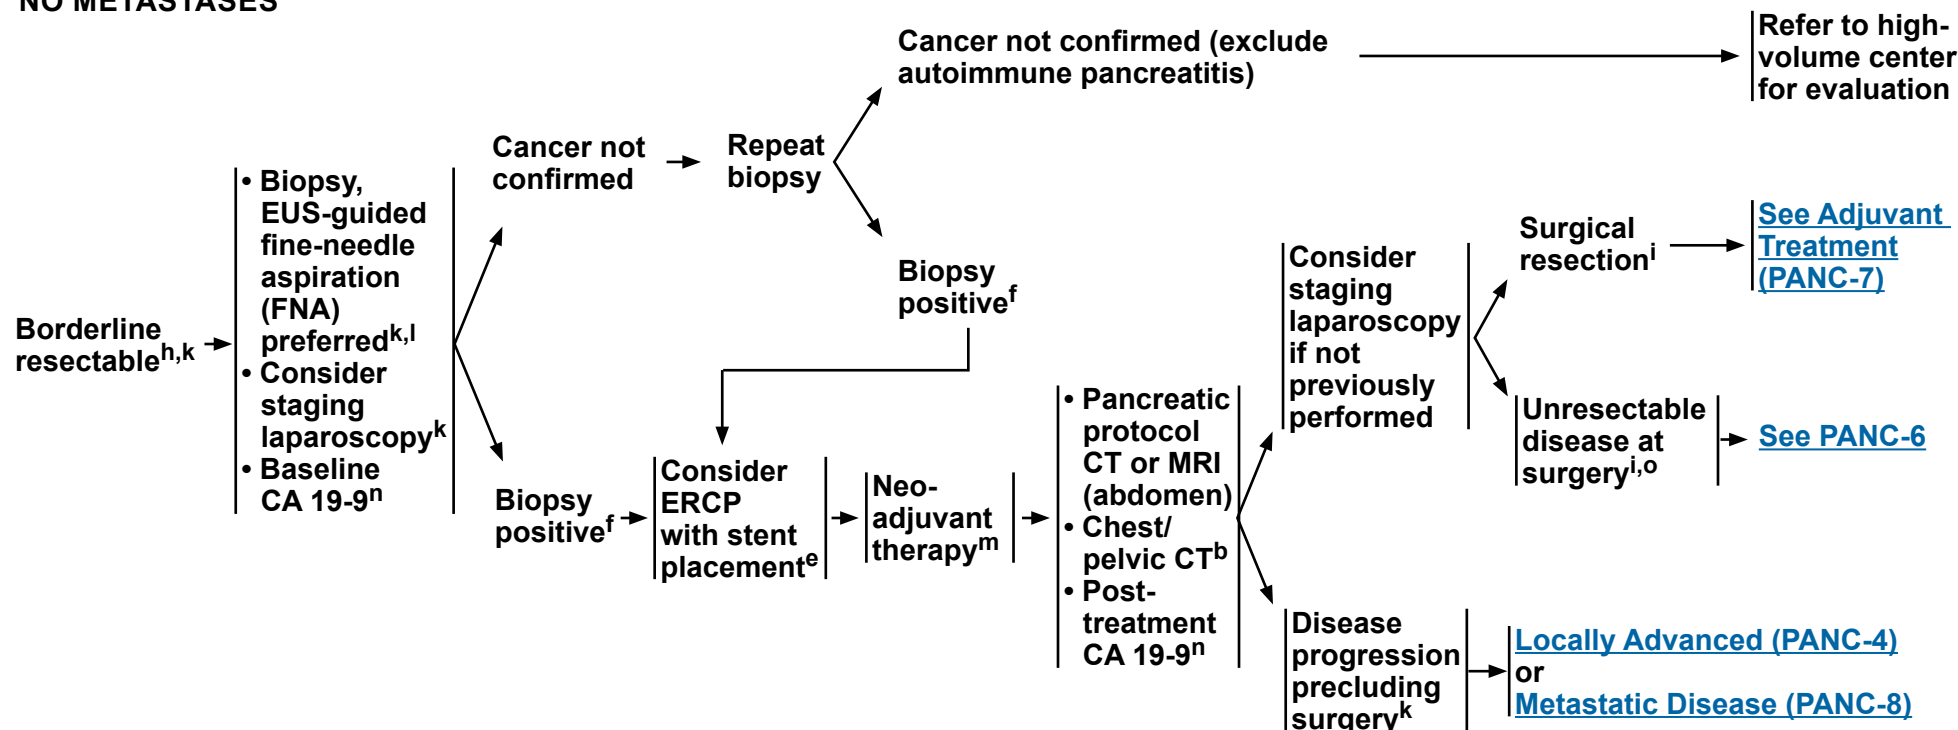 NO METASTASES
Borderline
resectableh,k
• Biopsy,
EUS-guided
fine-needle
aspiration
(FNA)
preferredk,l
• Consider
staging
laparoscopyk
• Baseline
CA 19-9n
Cancer not
confirmed
Repeat
biopsy
Cancer not confirmed (exclude
autoimmune pancreatitis)
Refer to high-
volume center
for evaluation
Biopsy
positivef
Biopsy
positivef
Consider
ERCP
with stent
placemente
Neo-
adjuvant
therapym
• Pancreatic
protocol
CT or MRI
(abdomen)
• Chest/
pelvic CTb
• Post-
treatment
CA 19-9n
Consider
staging
laparoscopy
if not
previously
performed
Surgical
resectioni
See Adjuvant
Treatment
(PANC-7)
Unresectable
disease at
surgeryi,o
See PANC-6
Disease
progression
precluding
surgeryk
Locally Advanced (PANC-4)
or
Metastatic Disease (PANC-8)